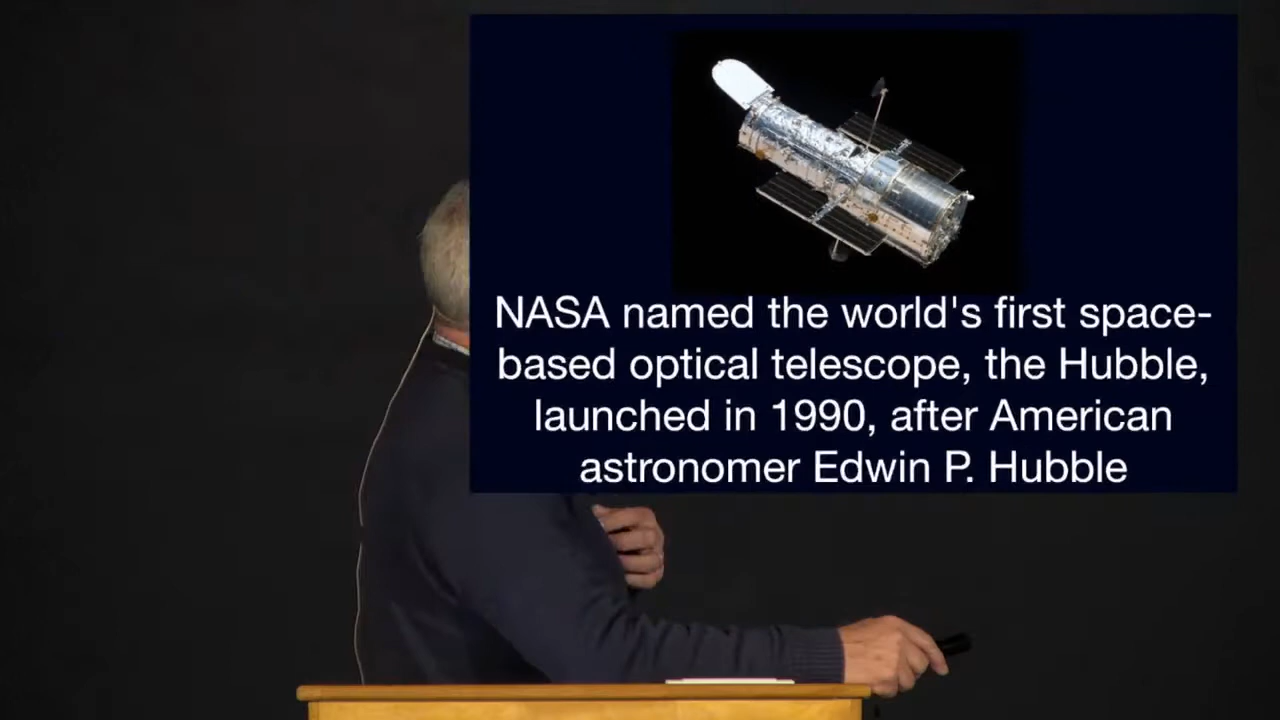 NASA named the world's first space-
based optical telescope, the Hubble,
launched in 1990, after American
astronomer Edwin P. Hubble